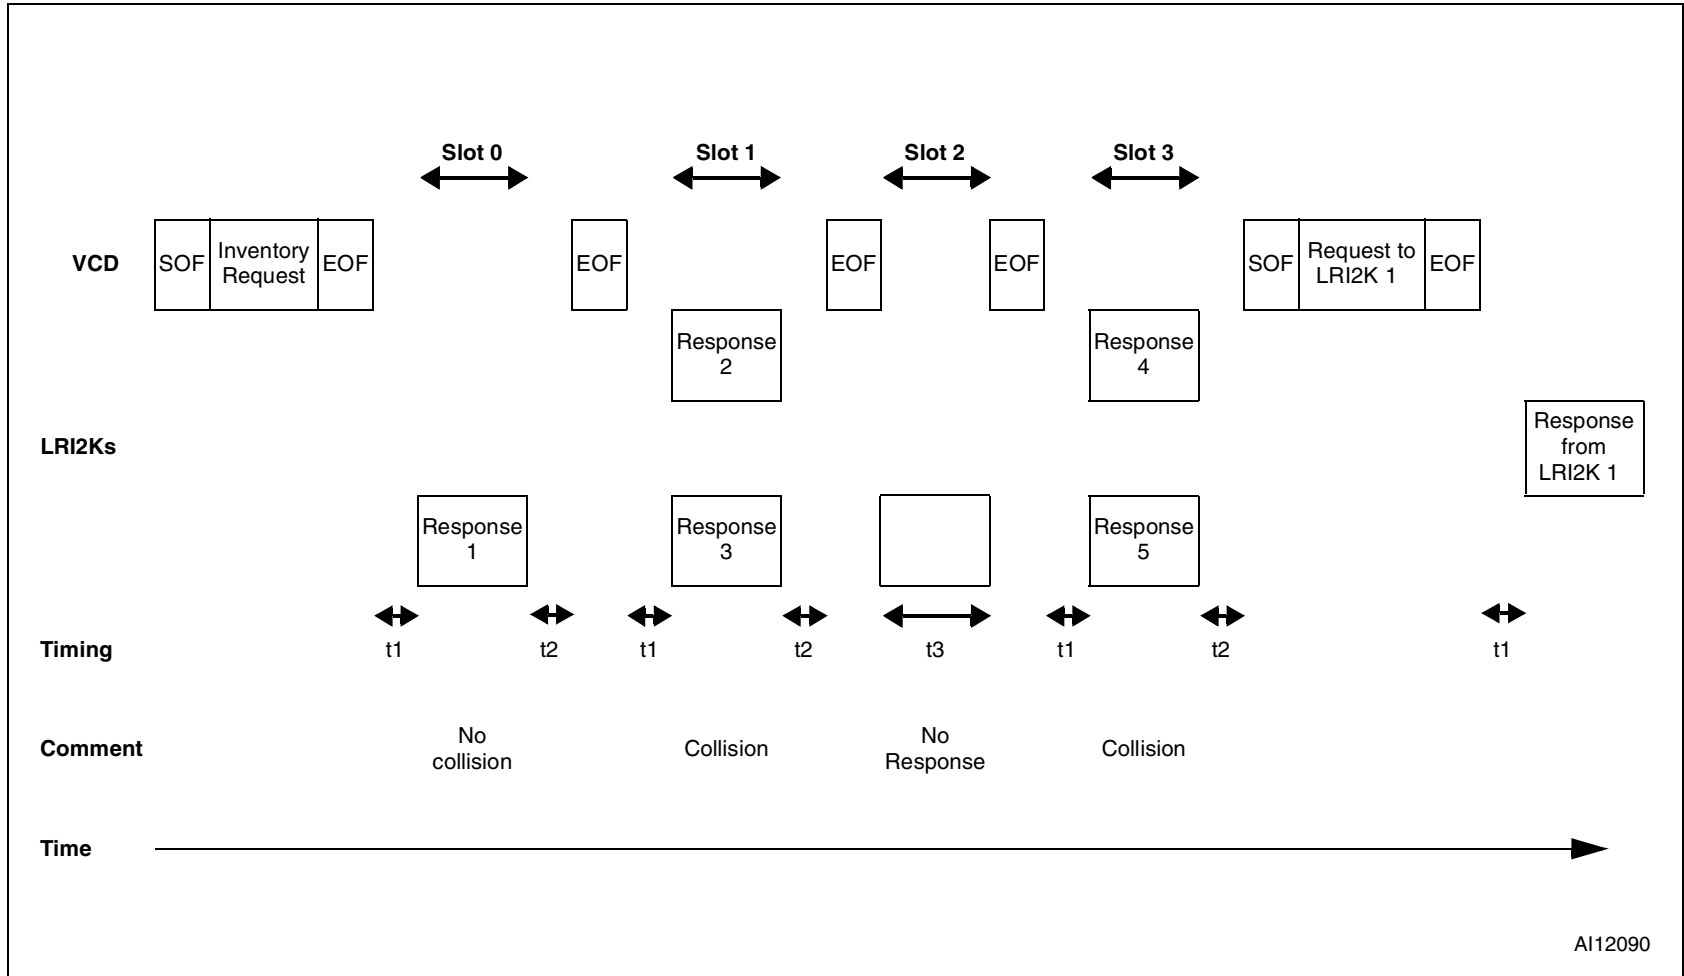 Slot 0
Slot 1
Slot 2
Slot 3
VCD
SOF
Inventory
Request
EOF
EOF
EOF
EOF
SOF
Request to
LRI2K 1
EOF
Response
2
Response
4
LRI2Ks
Response
from
LRI2K 1
Response
1
Response
3
Response
5
Timing
t1
t2
t1
t2
t3
t1
t2
t1
Comment
No
collision
Collision
No
Response
Collision
Time
AI12090